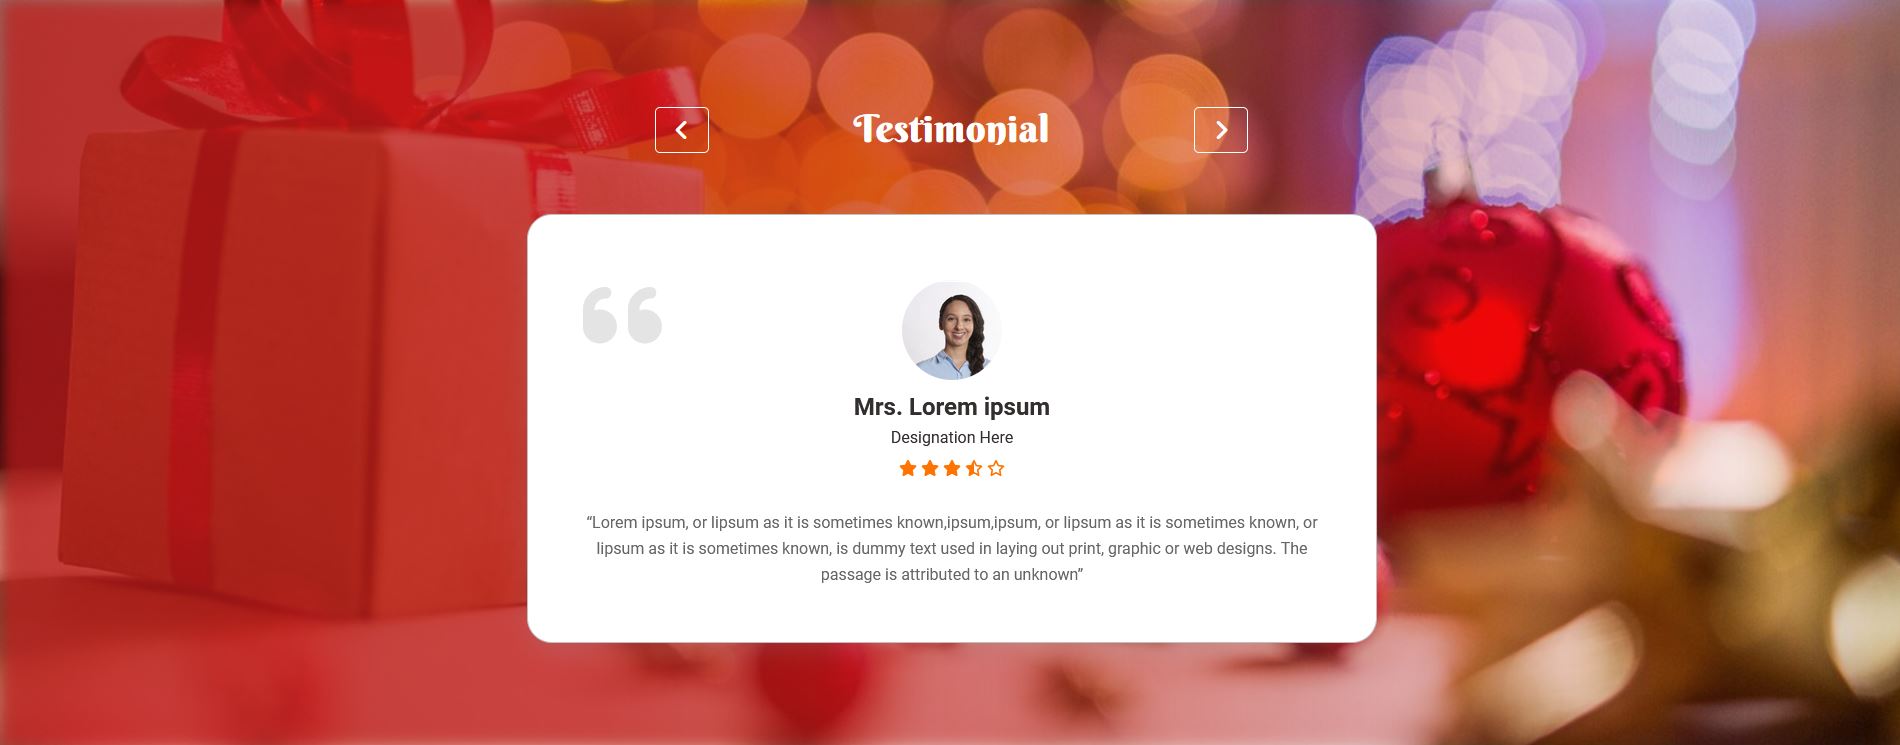 Testimonial
Mrs. Lorem ipsum
Designation Here
“Lorem ipsum, or lipsum as it is sometimes known,ipsum,ipsum, or lipsum as it is sometimes known, or
lipsum as it is sometimes known, is dummy text used in laying out print, graphic or web designs. The
passage is attributed to an unknown”